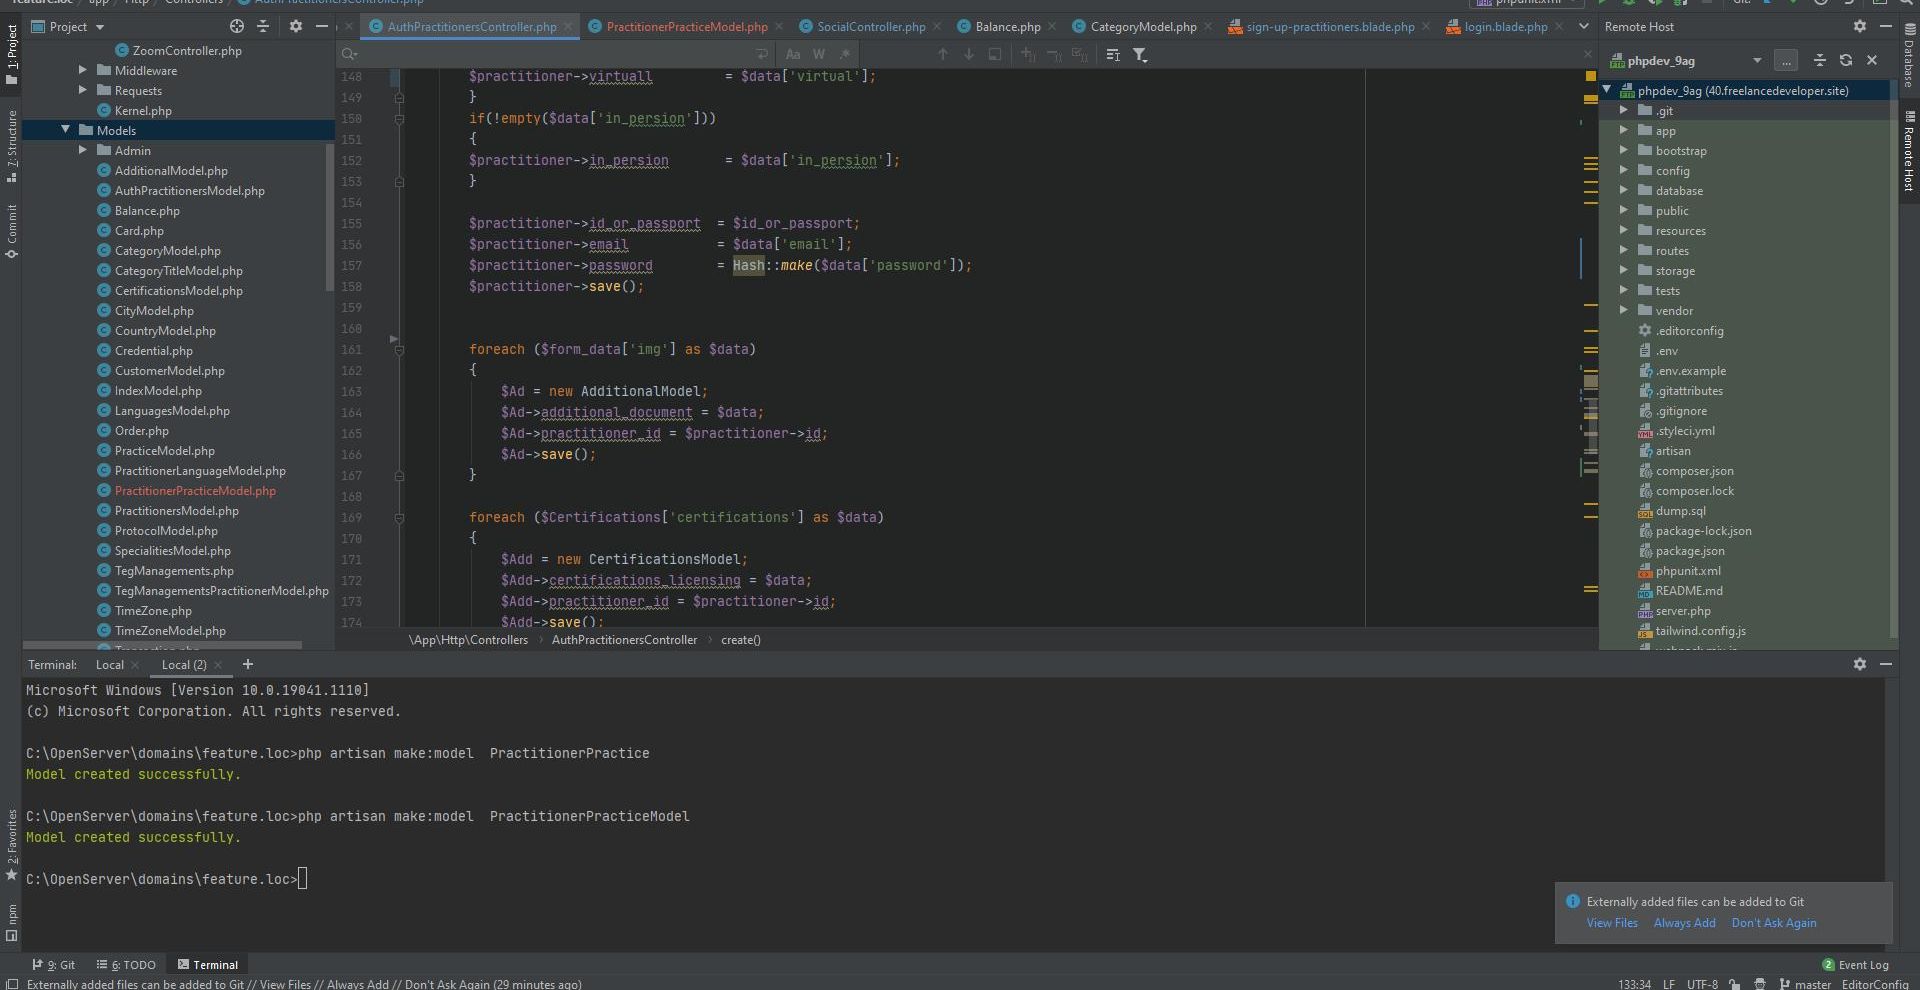 feature.loc › app › Http › Controllers › AuthPractitionersController.php
phpunit.xml
Git:
1: Project
Z: Structure
Commit
2: Favorites
npm
Project
ZoomController.php
Middleware
Requests
Kernel.php
Models
Admin
AdditionalModel.php
AuthPractitionersModel.php
Balance.php
Card.php
CategoryModel.php
CategoryTitleModel.php
CertificationsModel.php
CityModel.php
CountryModel.php
Credential.php
CustomerModel.php
IndexModel.php
LanguagesModel.php
Order.php
PracticeModel.php
PractitionerLanguageModel.php
PractitionerPracticeModel.php
PractitionersModel.php
ProtocolModel.php
SpecialitiesModel.php
TegManagements.php
TegManagementsPractitionerModel.php
TimeZone.php
TimeZoneModel.php
Transaction.php
AuthPractitionersController.php
PractitionerPracticeModel.php
SocialController.php
Balance.php
CategoryModel.php
sign-up-practitioners.blade.php
login.blade.php
Aa W .*
148 $practitioner->virtuall = $data['virtual'];
149 }
150 if(!empty($data['in_persion']))
151 {
152 $practitioner->in_persion = $data['in_persion'];
153 }
154
155 $practitioner->id_or_passport = $id_or_passport;
156 $practitioner->email = $data['email'];
157 $practitioner->password = Hash::make($data['password']);
158 $practitioner->save();
159
160
161 foreach ($form_data['img'] as $data)
162 {
163 $Ad = new AdditionalModel;
164 $Ad->additional_document = $data;
165 $Ad->practitioner_id = $practitioner->id;
166 $Ad->save();
167 }
168
169 foreach ($Certifications['certifications'] as $data)
170 {
171 $Add = new CertificationsModel;
172 $Add->certifications_licensing = $data;
173 $Add->practitioner_id = $practitioner->id;
174 $Add->save();
\App\Http\Controllers › AuthPractitionersController › create()
Remote Host
phpdev_9ag
...
phpdev_9ag (40.freelancedeveloper.site)
.git
app
bootstrap
config
database
public
resources
routes
storage
tests
vendor
.editorconfig
.env
.env.example
.gitattributes
.gitignore
.styleci.yml
artisan
composer.json
composer.lock
dump.sql
package-lock.json
package.json
phpunit.xml
README.md
server.php
tailwind.config.js
webpack.mix.js
Database
Remote Host
Terminal: Local Local (2) +
Microsoft Windows [Version 10.0.19041.1110]
(c) Microsoft Corporation. All rights reserved.
C:\OpenServer\domains\feature.loc>php artisan make:model  PractitionerPractice
Model created successfully.
C:\OpenServer\domains\feature.loc>php artisan make:model  PractitionerPracticeModel
Model created successfully.
C:\OpenServer\domains\feature.loc>
Externally added files can be added to Git
View Files Always Add Don't Ask Again
9: Git 6: TODO Terminal
2 Event Log
Externally added files can be added to Git // View Files // Always Add // Don't Ask Again (29 minutes ago)
133:34 LF UTF-8 master EditorConfig